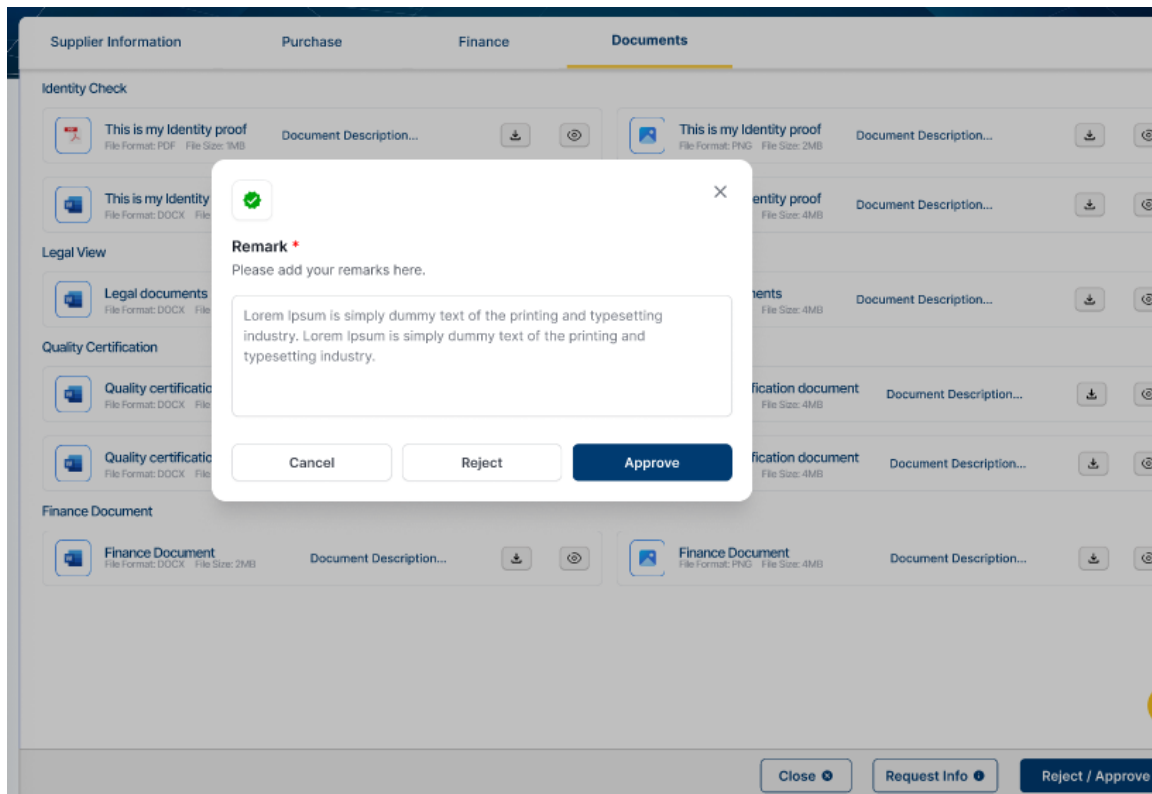 Supplier Information Purchase Finance Documents
Identity Check
This is my Identity proof Document Description... This is my Identity proof Document Description...
File Format: PDF File Size: 1MB File Format: PNG File Size: 2MB
This is my Identity entity proof Document Description...
File Format: DOCX File File Size: 4MB
Remark *
Legal View
Please add your remarks here.
Legal documents ments Document Description...
File Format: DOCX File File Size: 4MB
Lorem Ipsum is simply dummy text of the printing and typesetting
industry. Lorem Ipsum is simply dummy text of the printing and
typesetting industry.
Quality Certification
Quality certificatio fication document Document Description...
File Format: DOCX File File Size: 4MB
Quality certificatio fication document Document Description...
File Format: DOCX File File Size: 4MB
Cancel Reject Approve
Finance Document
Finance Document Document Description... Finance Document Document Description...
File Format: DOCX File Size: 2MB File Format: PNG File Size: 4MB
Close Request Info Reject / Approve